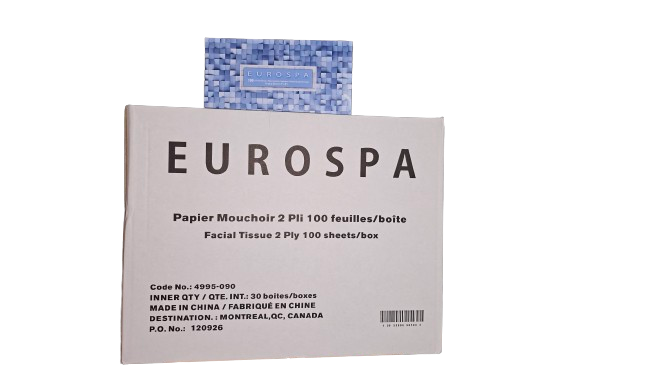 EUROSPA
EUROSPA
Papier Mouchoir 2 Pli 100 feuilles/boîte
Facial Tissue 2 Ply 100 sheets/box
Code No.: 4995-090
INNER QTY / QTE. INT.: 30 boites/boxes
MADE IN CHINA / FABRIQUÉ EN CHINE
DESTINATION. : MONTREAL,QC, CANADA
P.O. No.: 120926